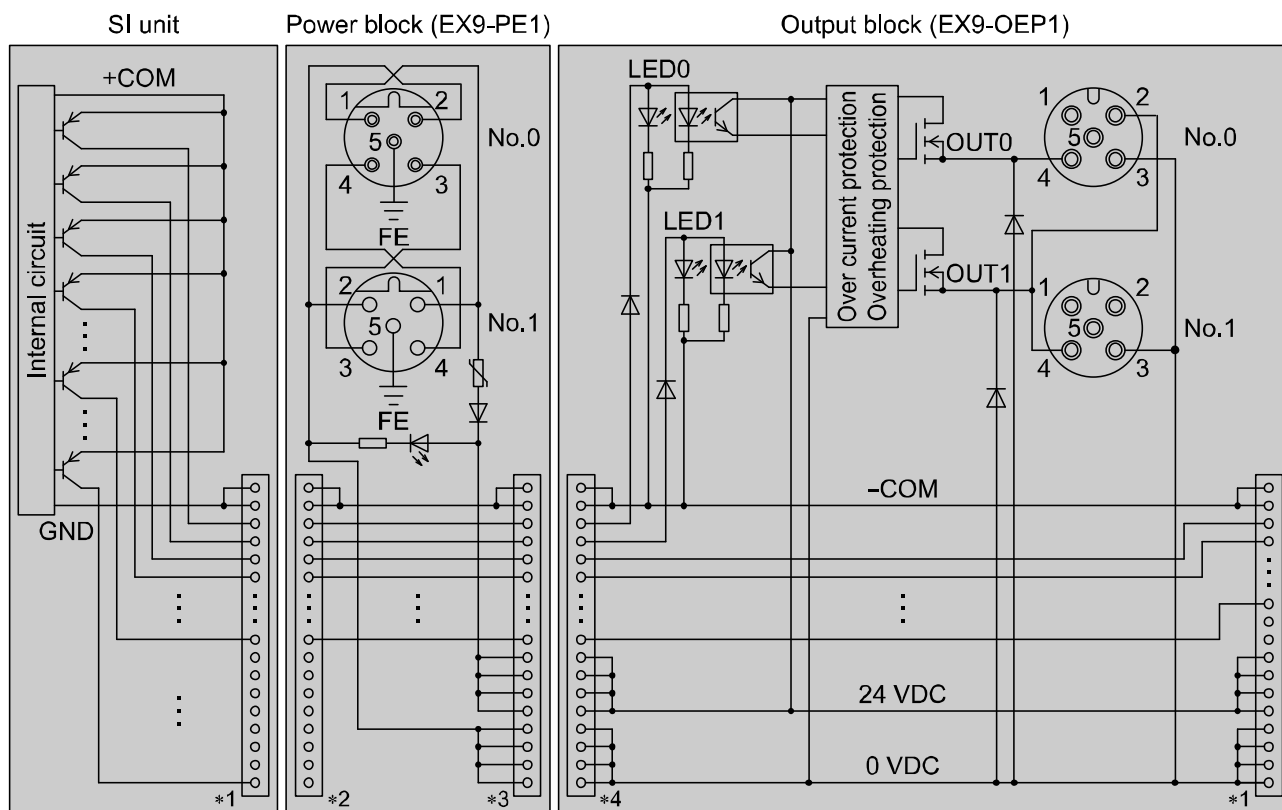 SI unit
Power block (EX9-PE1)
Output block (EX9-OEP1)
+COM
Internal circuit
GND
*1
1 2
5
4 3
No.0
FE
2 1
5
3 4
No.1
FE
*2
*3
LED0
LED1
Over current protection
Overheating protection
OUT0
OUT1
1 2
5
4 3
No.0
1 2
5
4 3
No.1
–COM
24 VDC
0 VDC
*4
*1